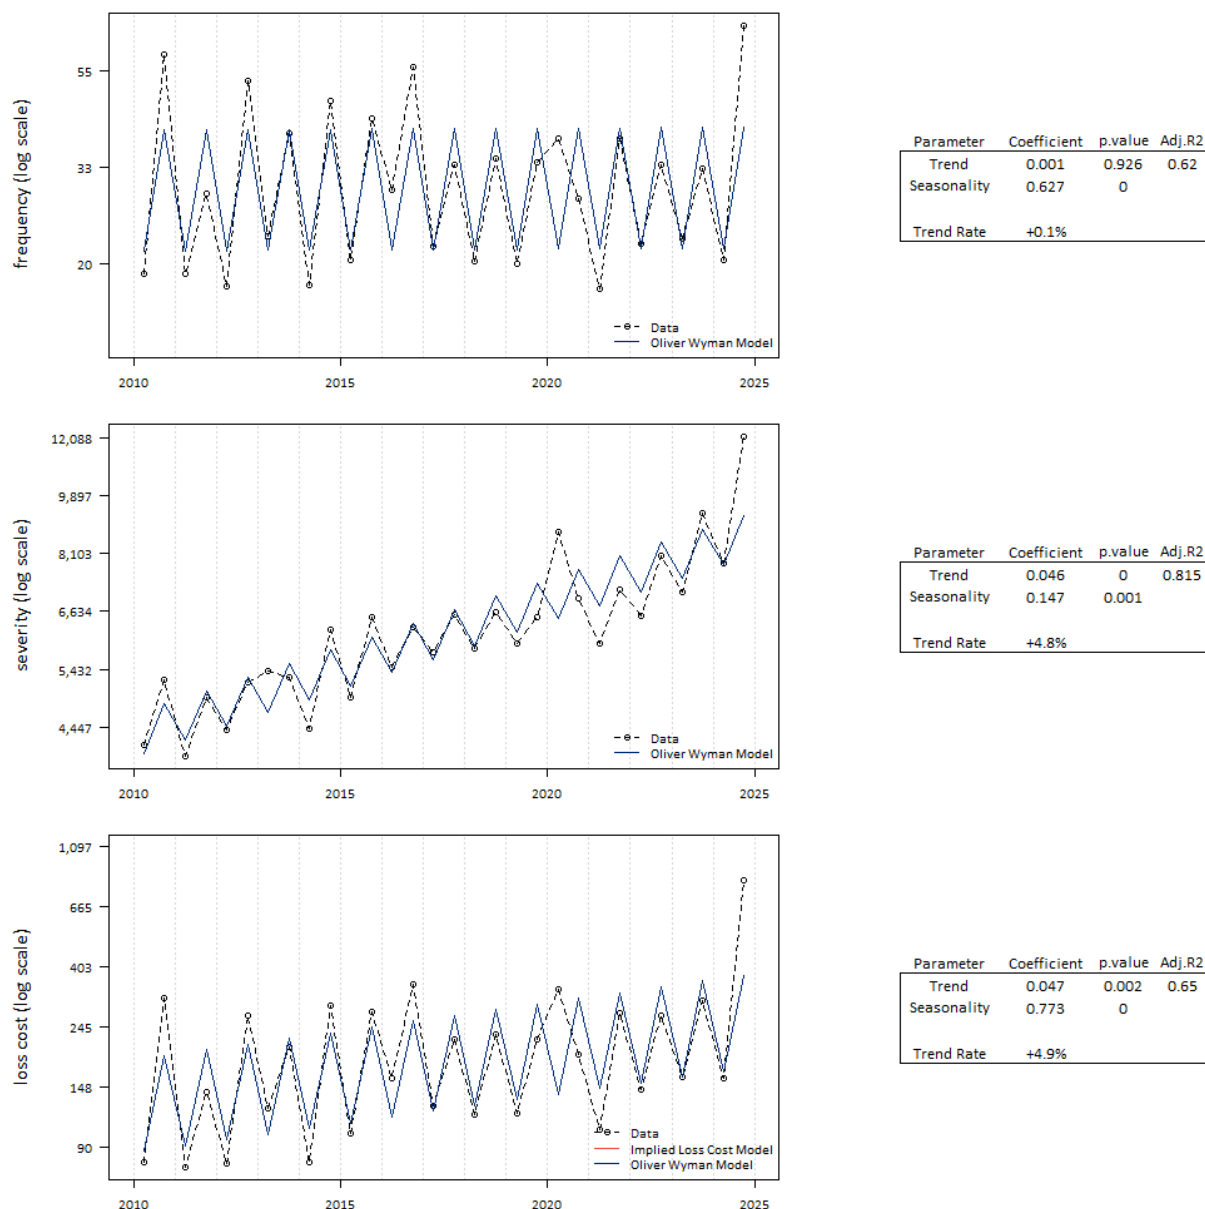 frequency (log scale)
55
33
20
Data
Oliver Wyman Model
2010 2015 2020 2025
Parameter Coefficient p.value Adj.R2
Trend 0.001 0.926 0.62
Seasonality 0.627 0
Trend Rate +0.1%
severity (log scale)
12,088
9,897
8,103
6,634
5,432
4,447
Data
Oliver Wyman Model
2010 2015 2020 2025
Parameter Coefficient p.value Adj.R2
Trend 0.046 0 0.815
Seasonality 0.147 0.001
Trend Rate +4.8%
loss cost (log scale)
1,097
665
403
245
148
90
Data
Implied Loss Cost Model
Oliver Wyman Model
2010 2015 2020 2025
Parameter Coefficient p.value Adj.R2
Trend 0.047 0.002 0.65
Seasonality 0.773 0
Trend Rate +4.9%